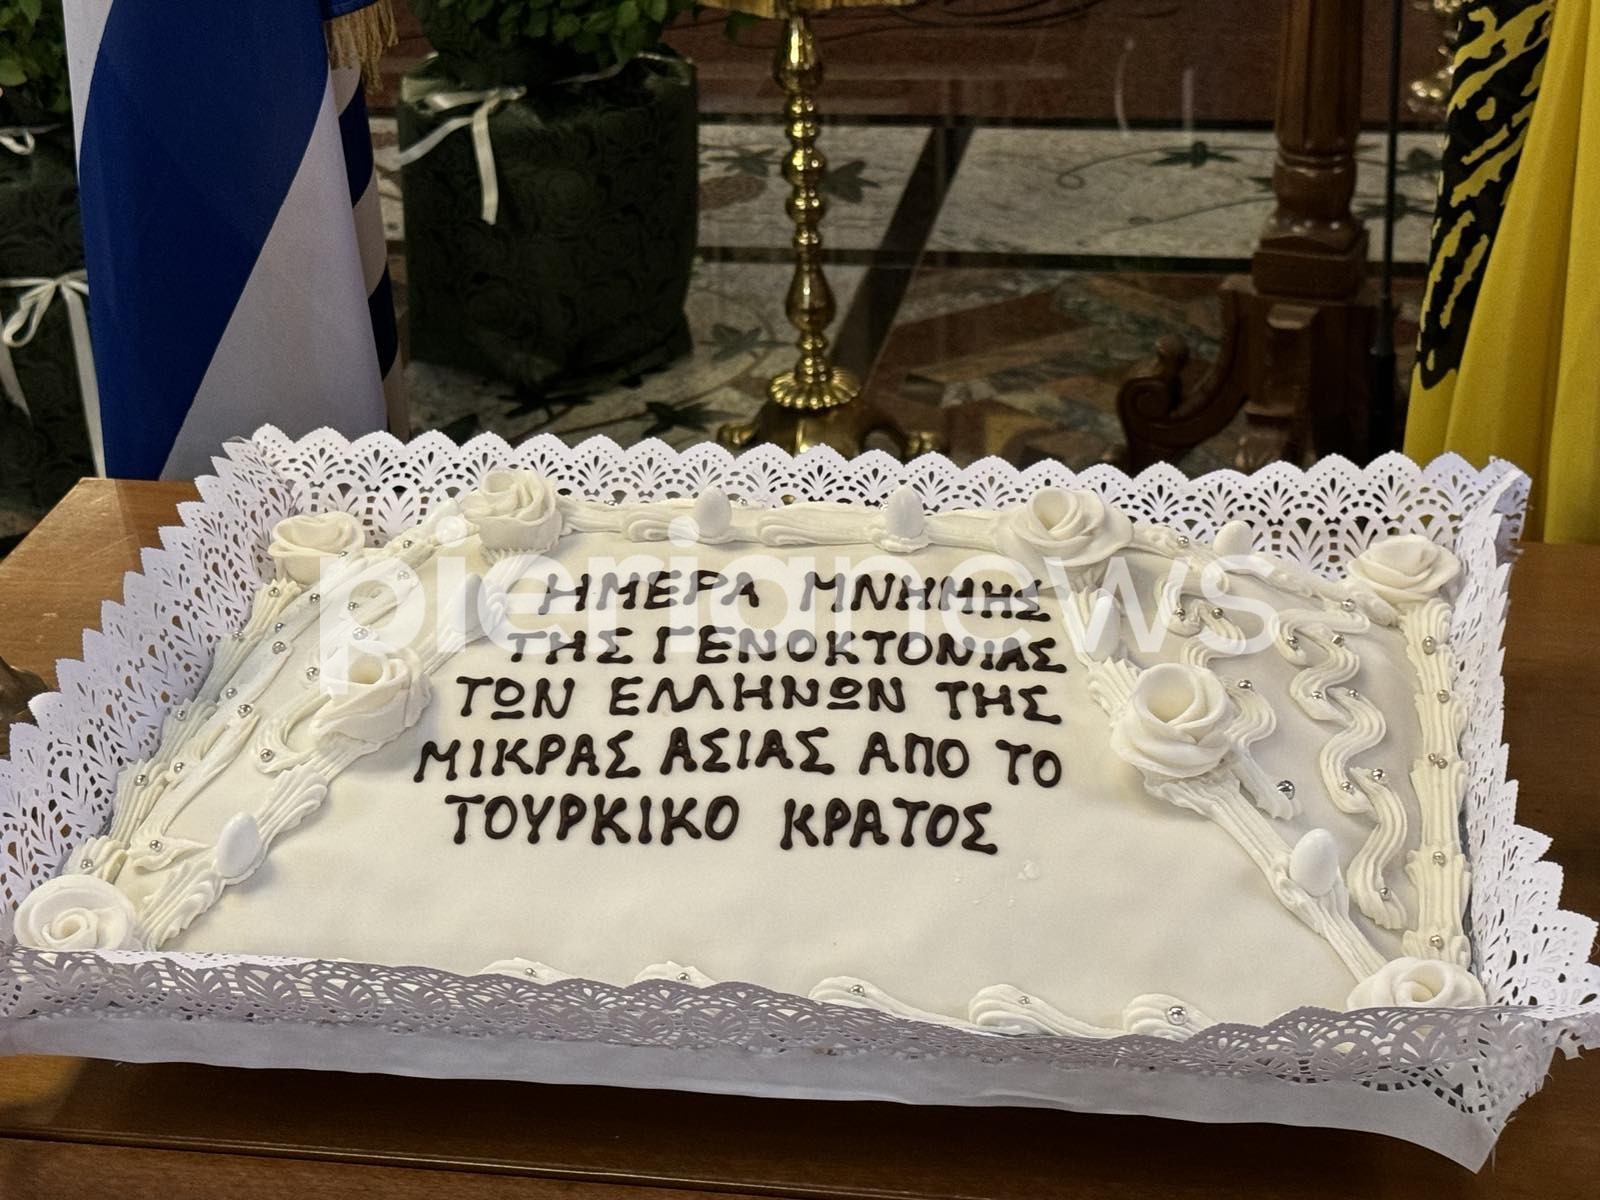 pierianews
ΗΜΕΡΑ ΜΝΗΜΗΣ
ΤΗΣ ΓΕΝΟΚΤΟΝΙΑΣ
ΤΩΝ ΕΛΛΗΝΩΝ ΤΗΣ
ΜΙΚΡΑΣ ΑΣΙΑΣ ΑΠΟ ΤΟ
ΤΟΥΡΚΙΚΟ ΚΡΑΤΟΣ